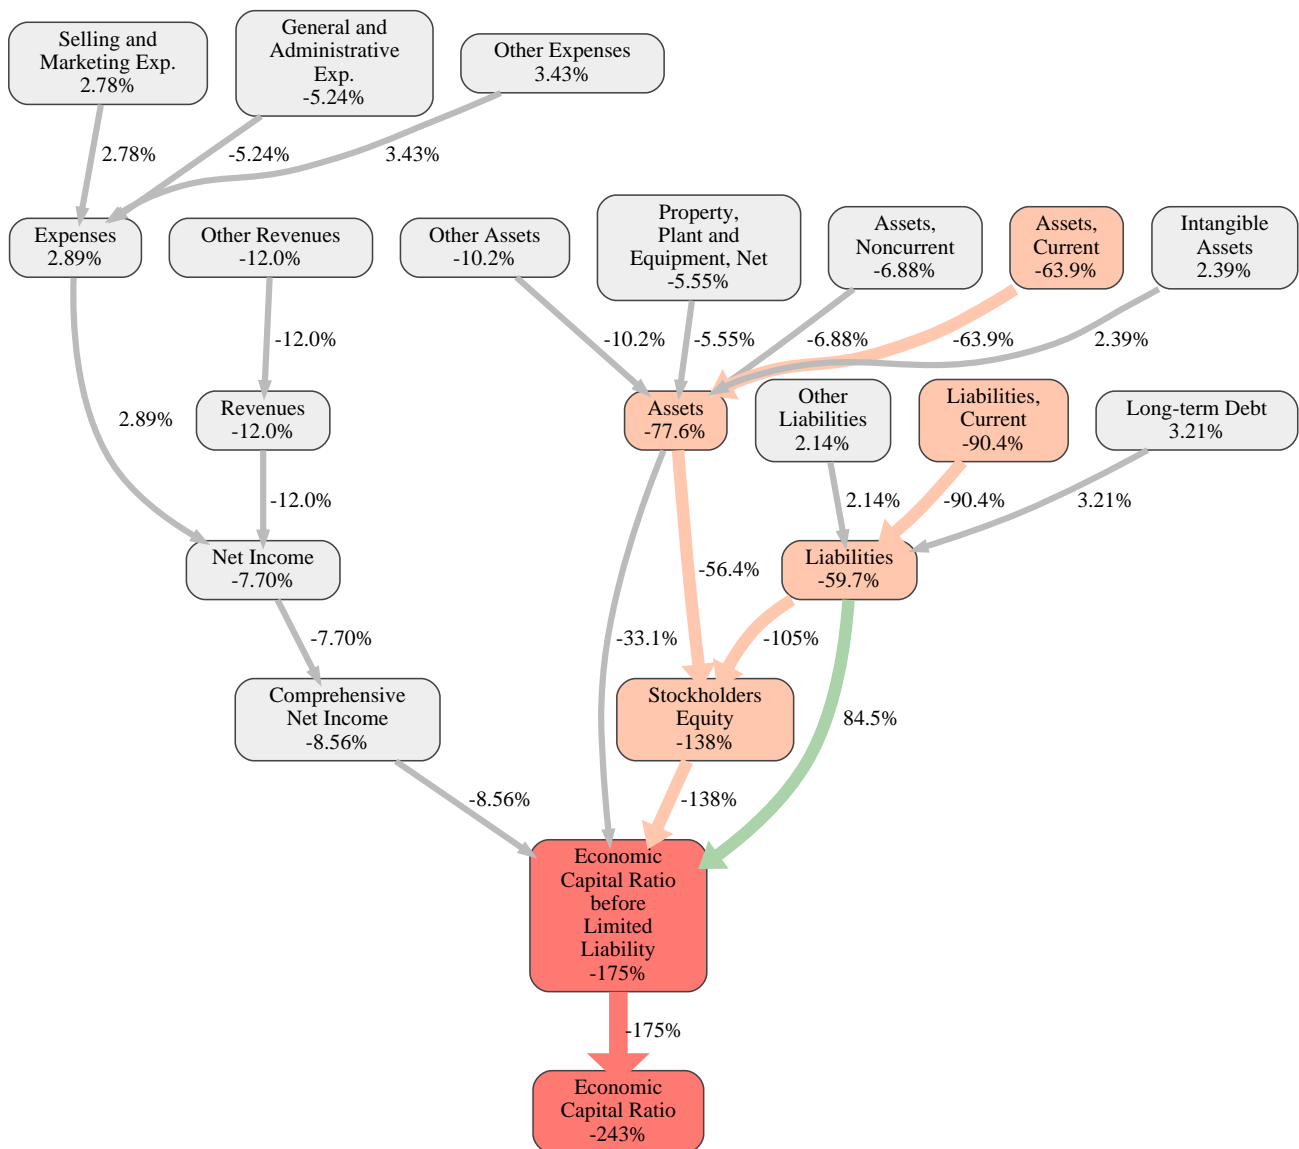 Selling and
Marketing Exp.
2.78%
General and
Administrative
Exp.
-5.24%
Other Expenses
3.43%
2.78%
-5.24%
3.43%
Expenses
2.89%
Other Revenues
-12.0%
Other Assets
-10.2%
Property,
Plant and
Equipment, Net
-5.55%
Assets,
Noncurrent
-6.88%
Assets,
Current
-63.9%
Intangible
Assets
2.39%
-12.0%
-10.2%
-5.55%
-6.88%
-63.9%
2.39%
2.89%
Revenues
-12.0%
Assets
-77.6%
Other
Liabilities
2.14%
Liabilities,
Current
-90.4%
Long-term Debt
3.21%
-12.0%
2.14%
-90.4%
3.21%
Net Income
-7.70%
-56.4%
Liabilities
-59.7%
-7.70%
-33.1%
-105%
Comprehensive
Net Income
-8.56%
Stockholders
Equity
-138%
84.5%
-8.56%
-138%
Economic
Capital Ratio
before
Limited
Liability
-175%
-175%
Economic
Capital Ratio
-243%